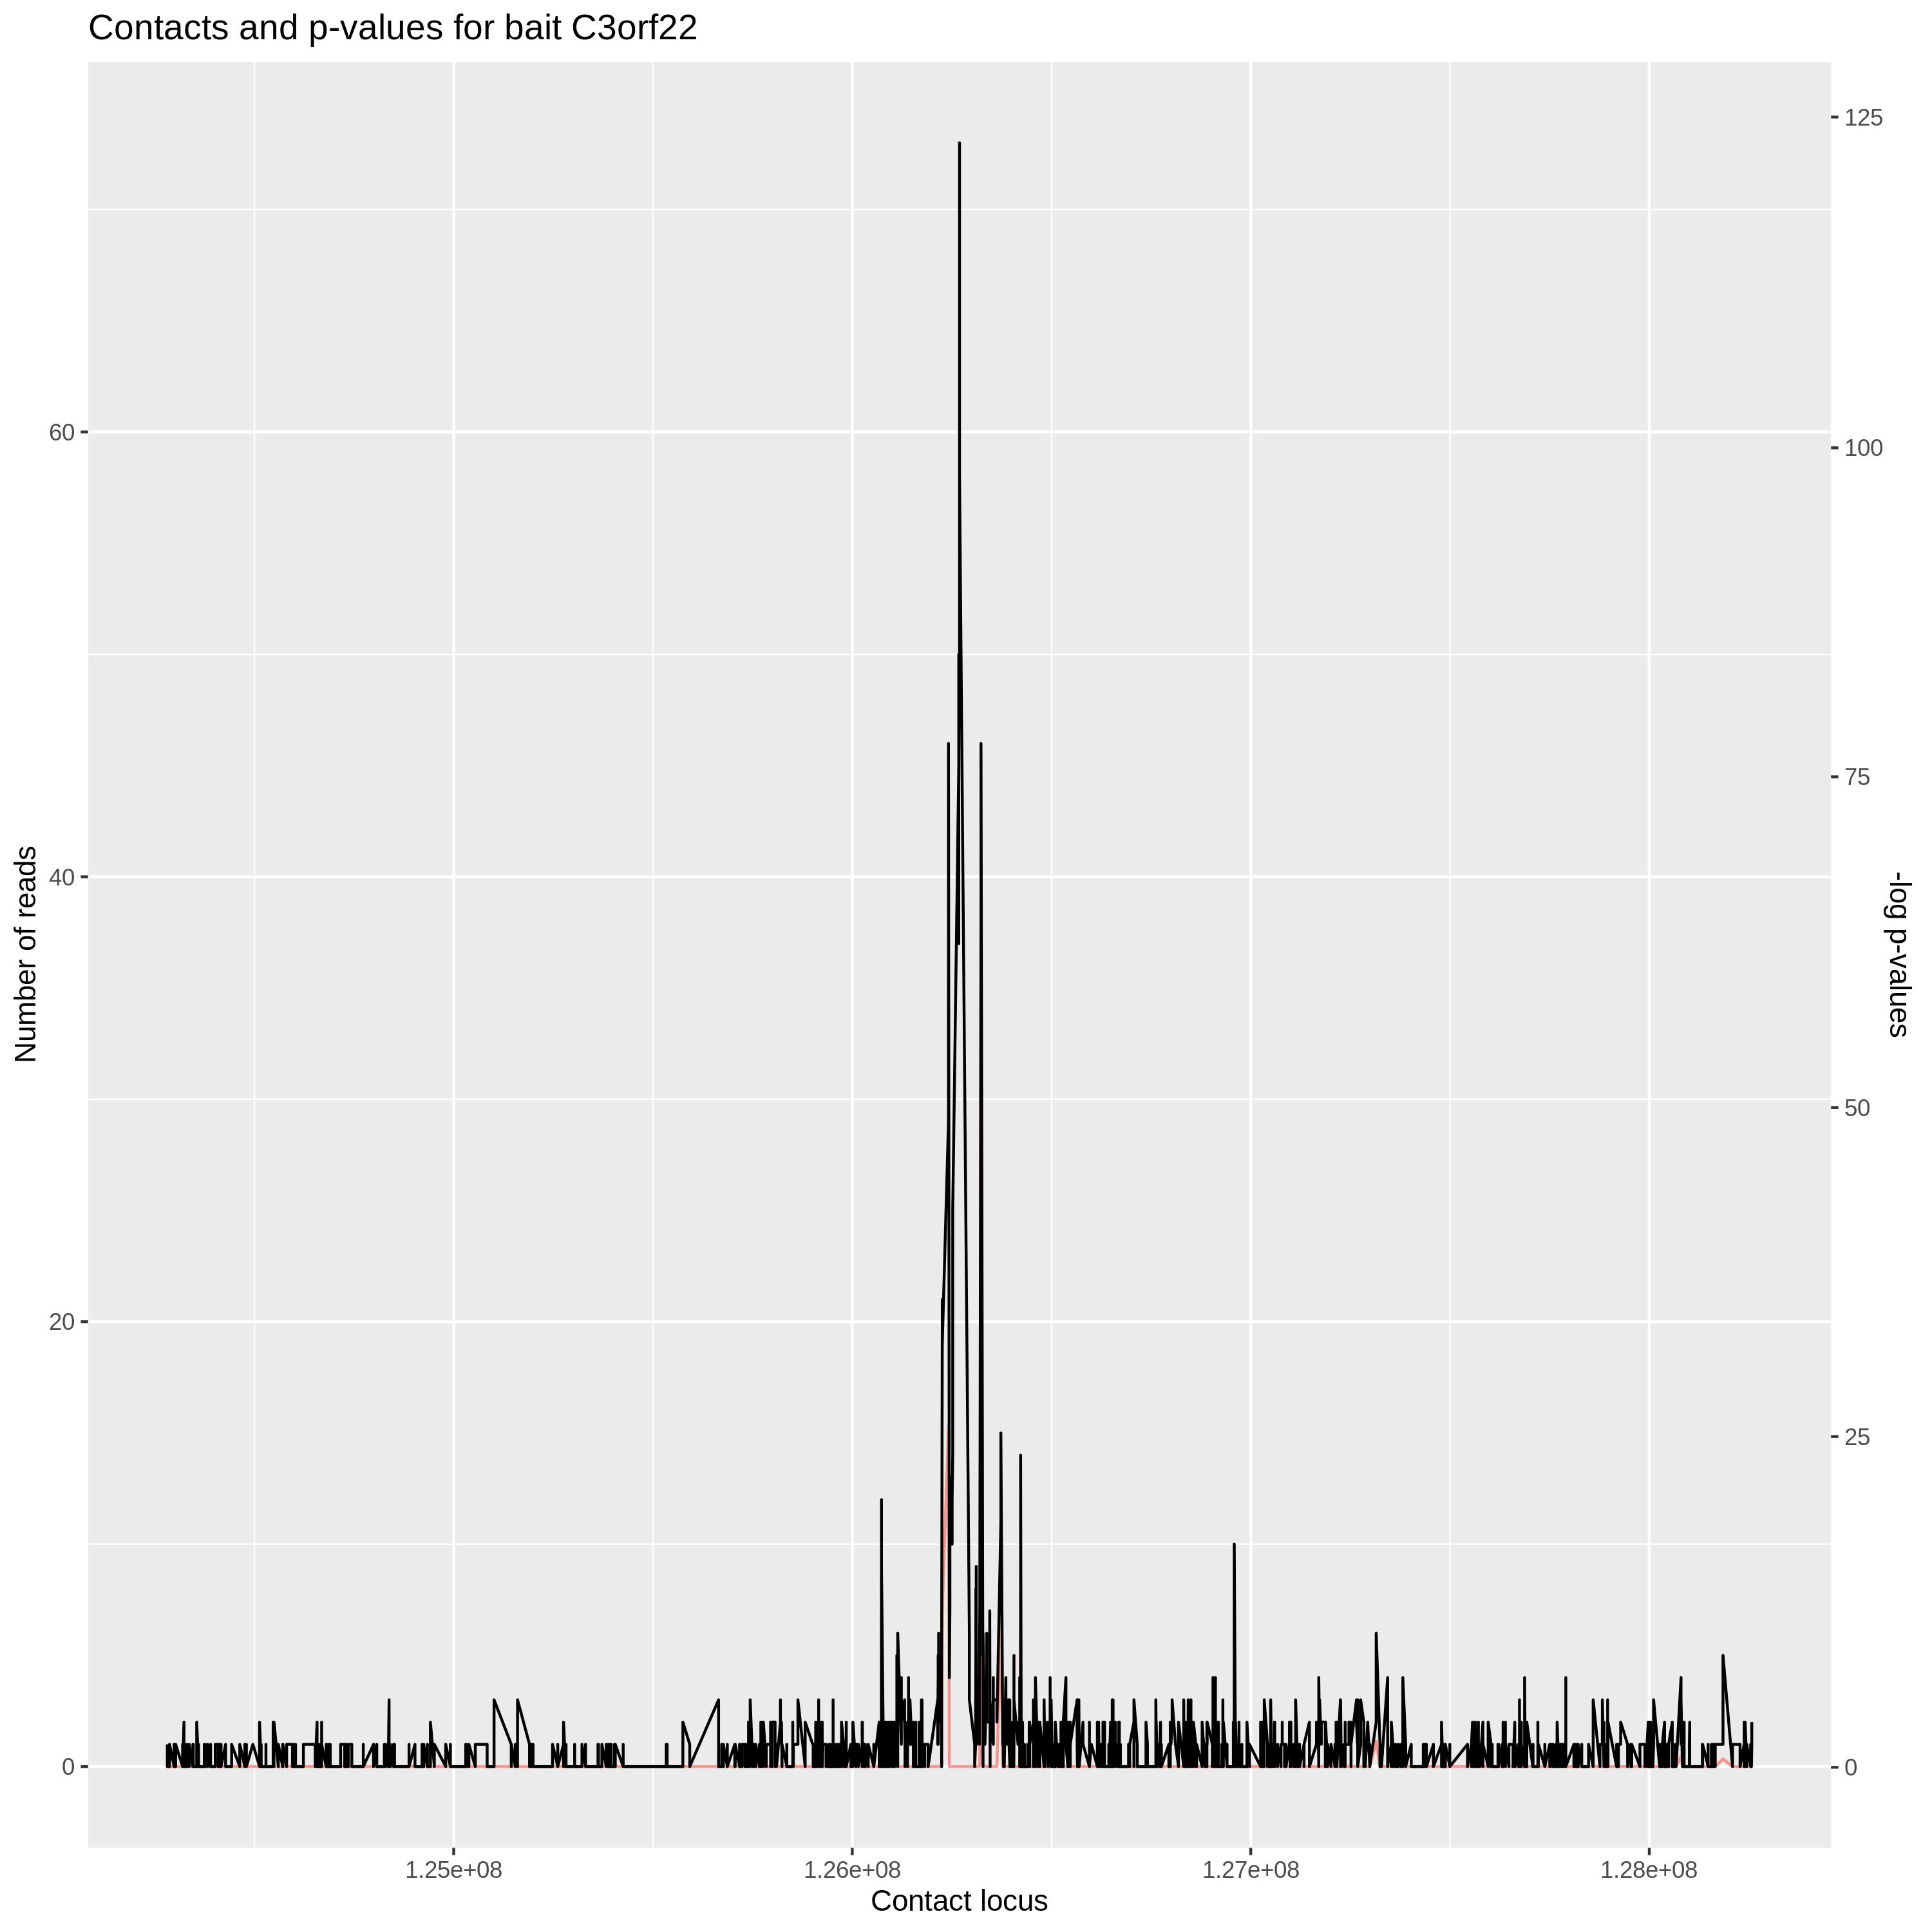 Contacts and p-values for bait C3orf22
125
60
100
75
40
Number of reads
-log p-values
50
20
25
0
0
1.25e+08
1.26e+08
1.27e+08
1.28e+08
Contact locus